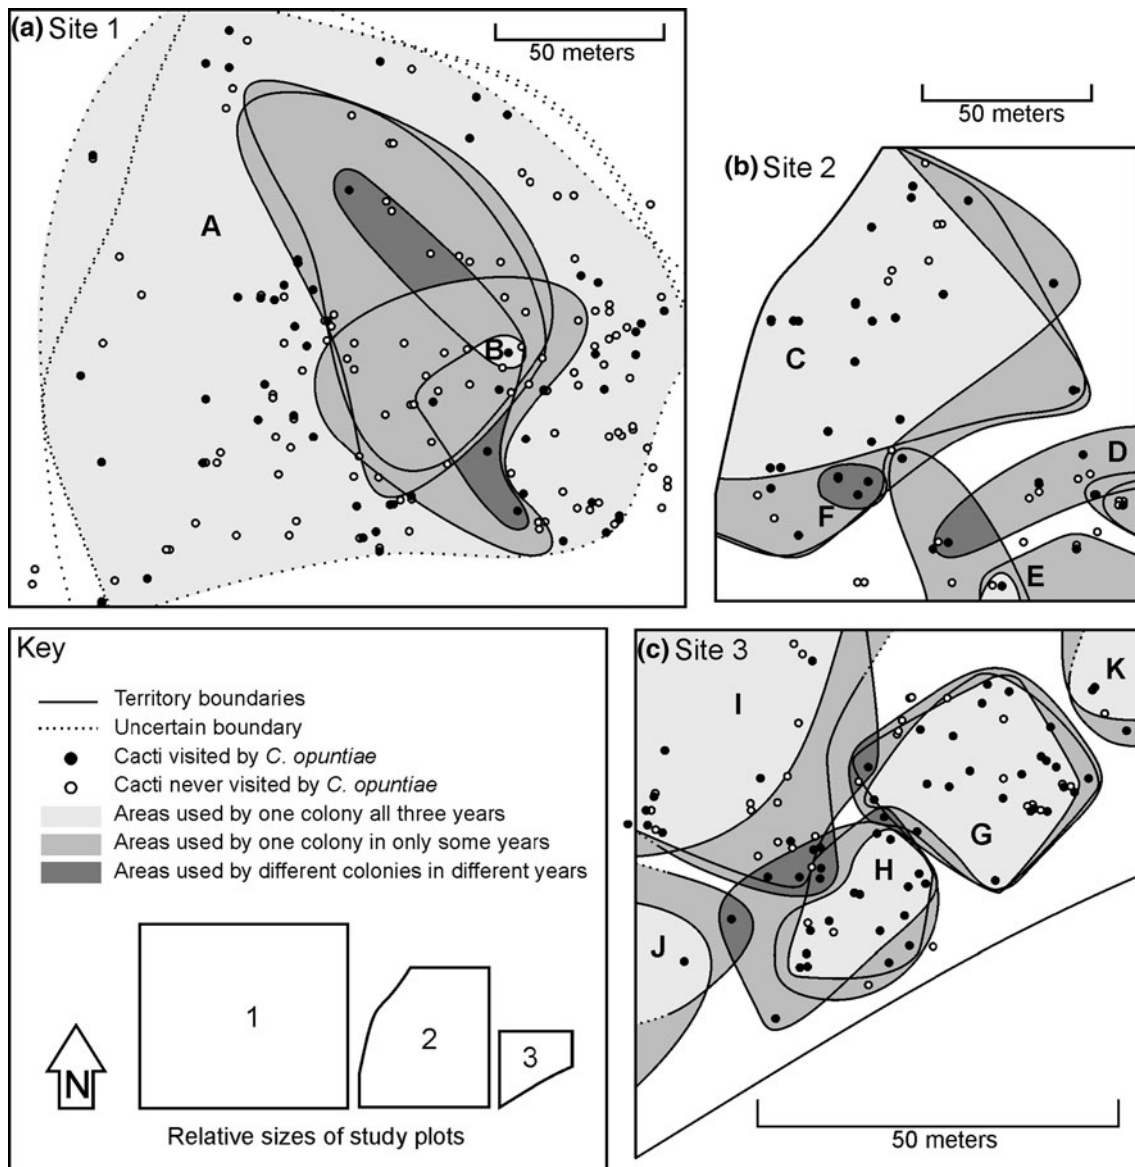 (a) Site 1
50 meters
A
B
50 meters
(b) Site 2
C
D
F
E
Key
Territory boundaries
Uncertain boundary
Cacti visited by C. opuntiae
Cacti never visited by C. opuntiae
Areas used by one colony all three years
Areas used by one colony in only some years
Areas used by different colonies in different years
1
2
3
N
Relative sizes of study plots
(c) Site 3
K
I
G
H
J
50 meters